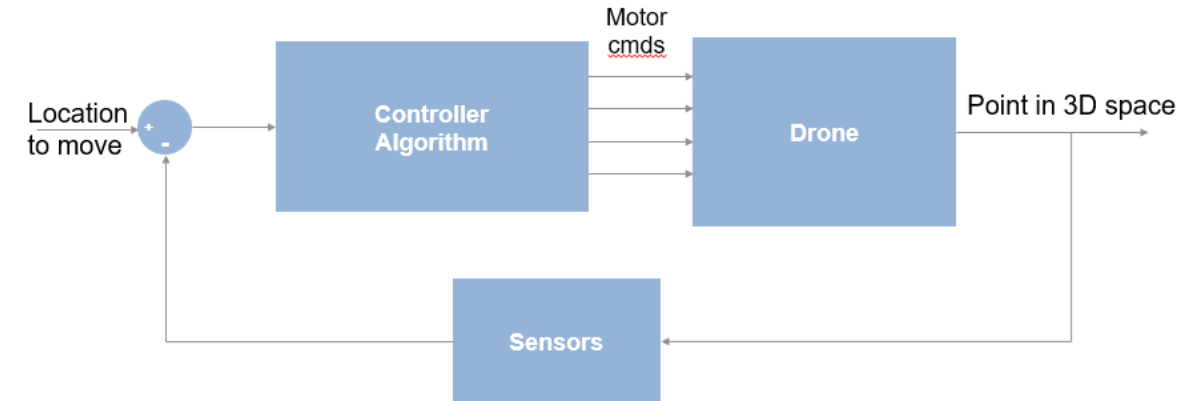 Motor
cmds
Location
to move
+
-
Controller
Algorithm
Drone
Point in 3D space
Sensors